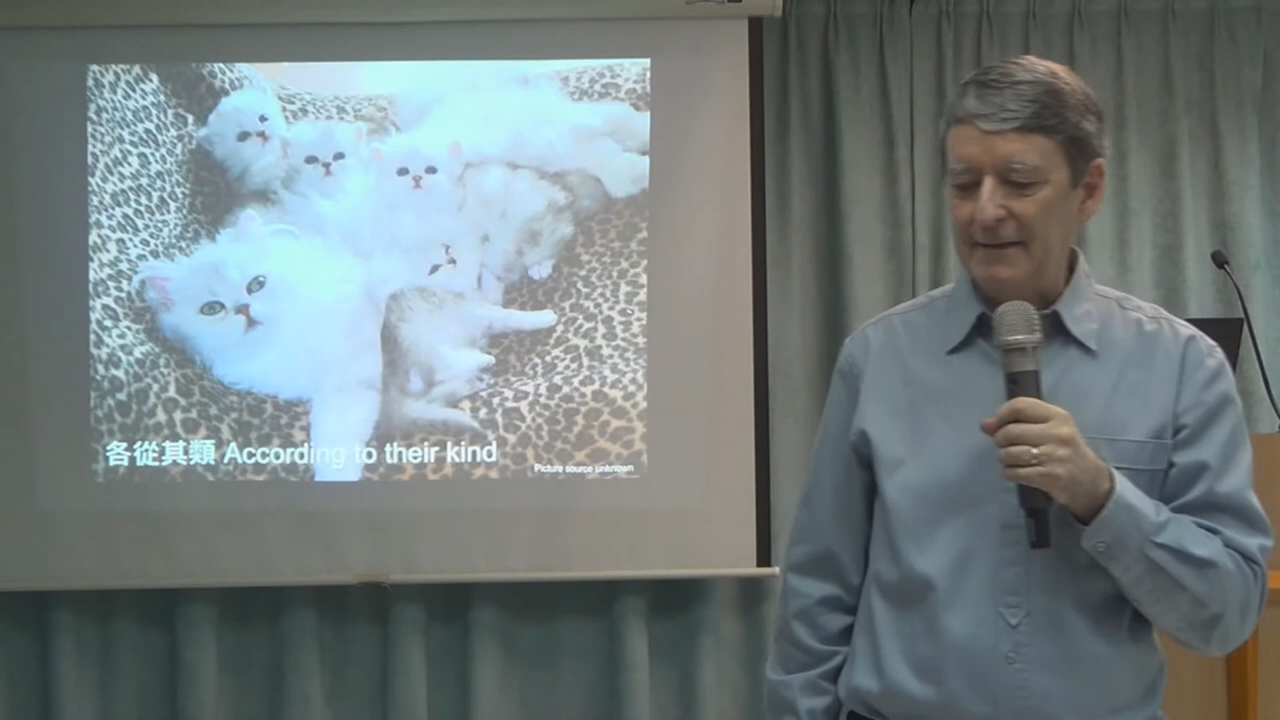 各從其類 According to their kind
Picture source unknown